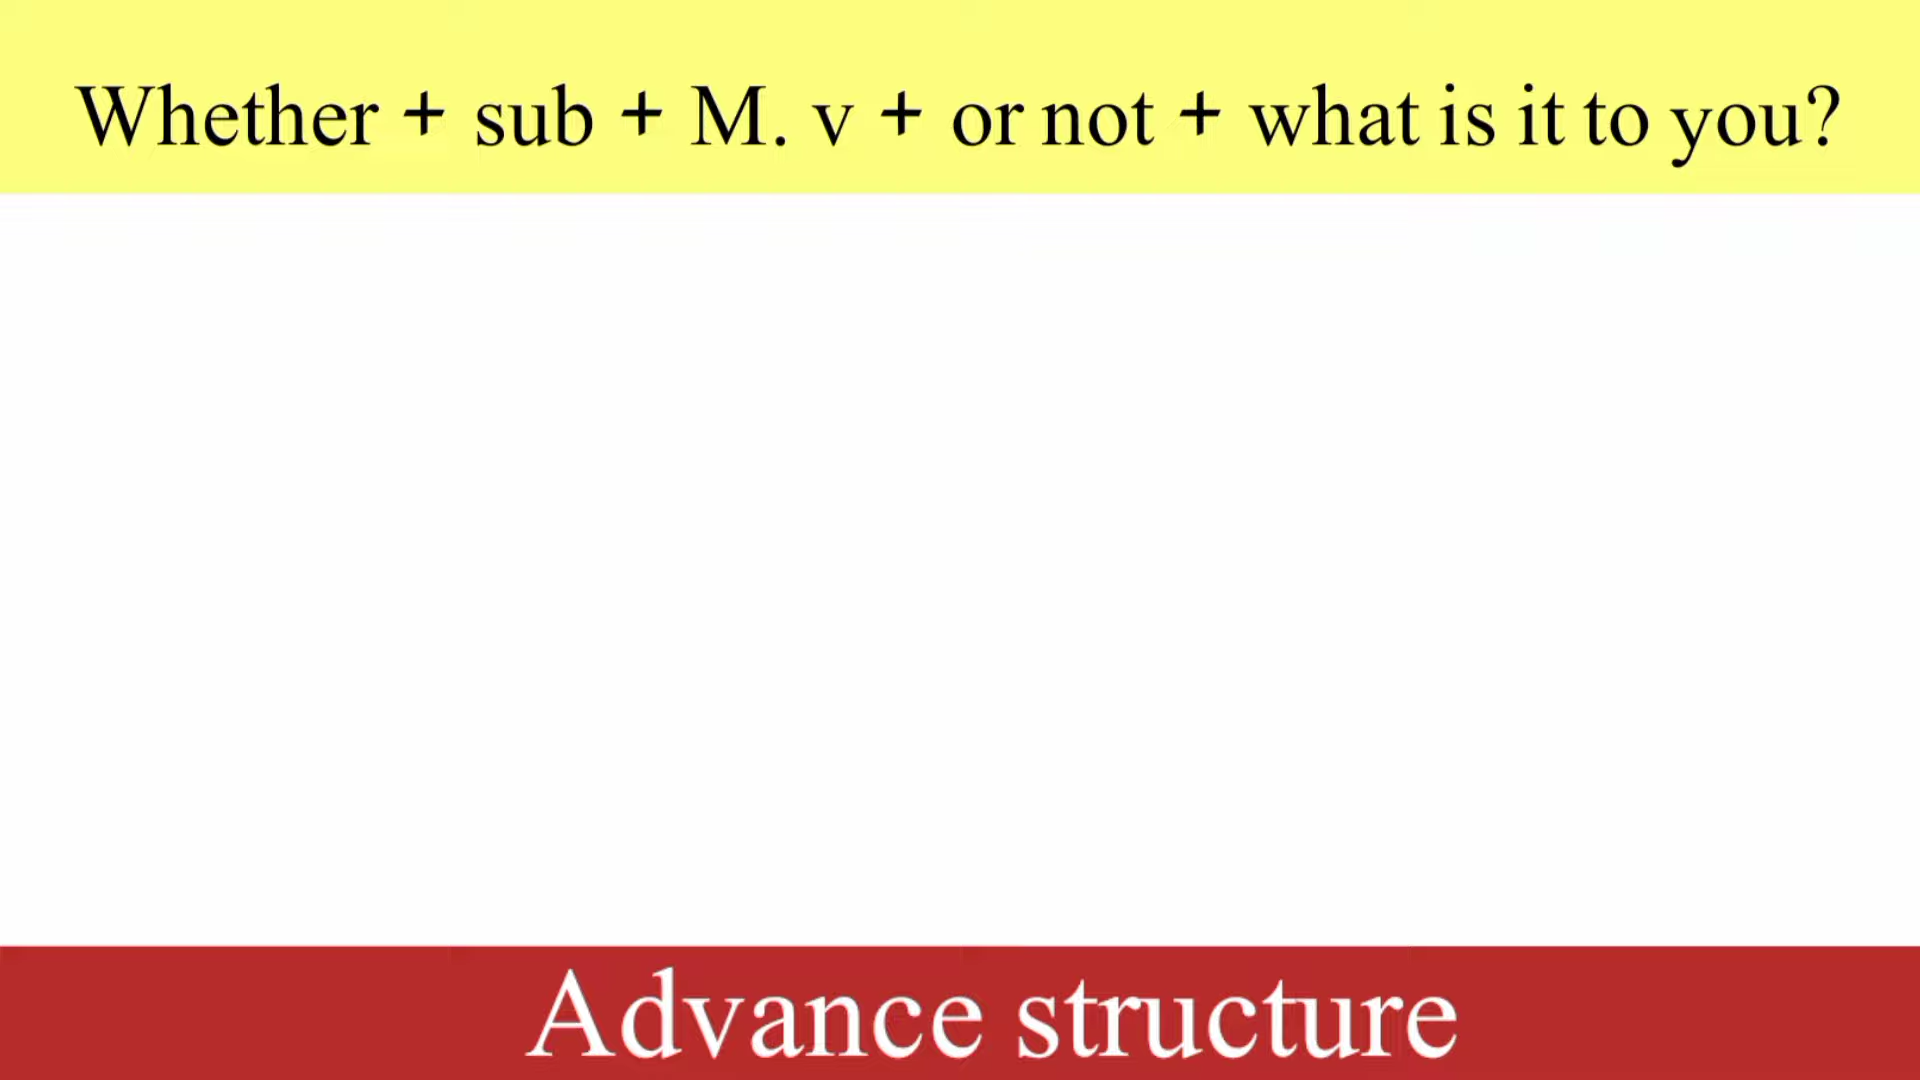 Whether + sub + M. v + or not + what is it to you?
Advance structure